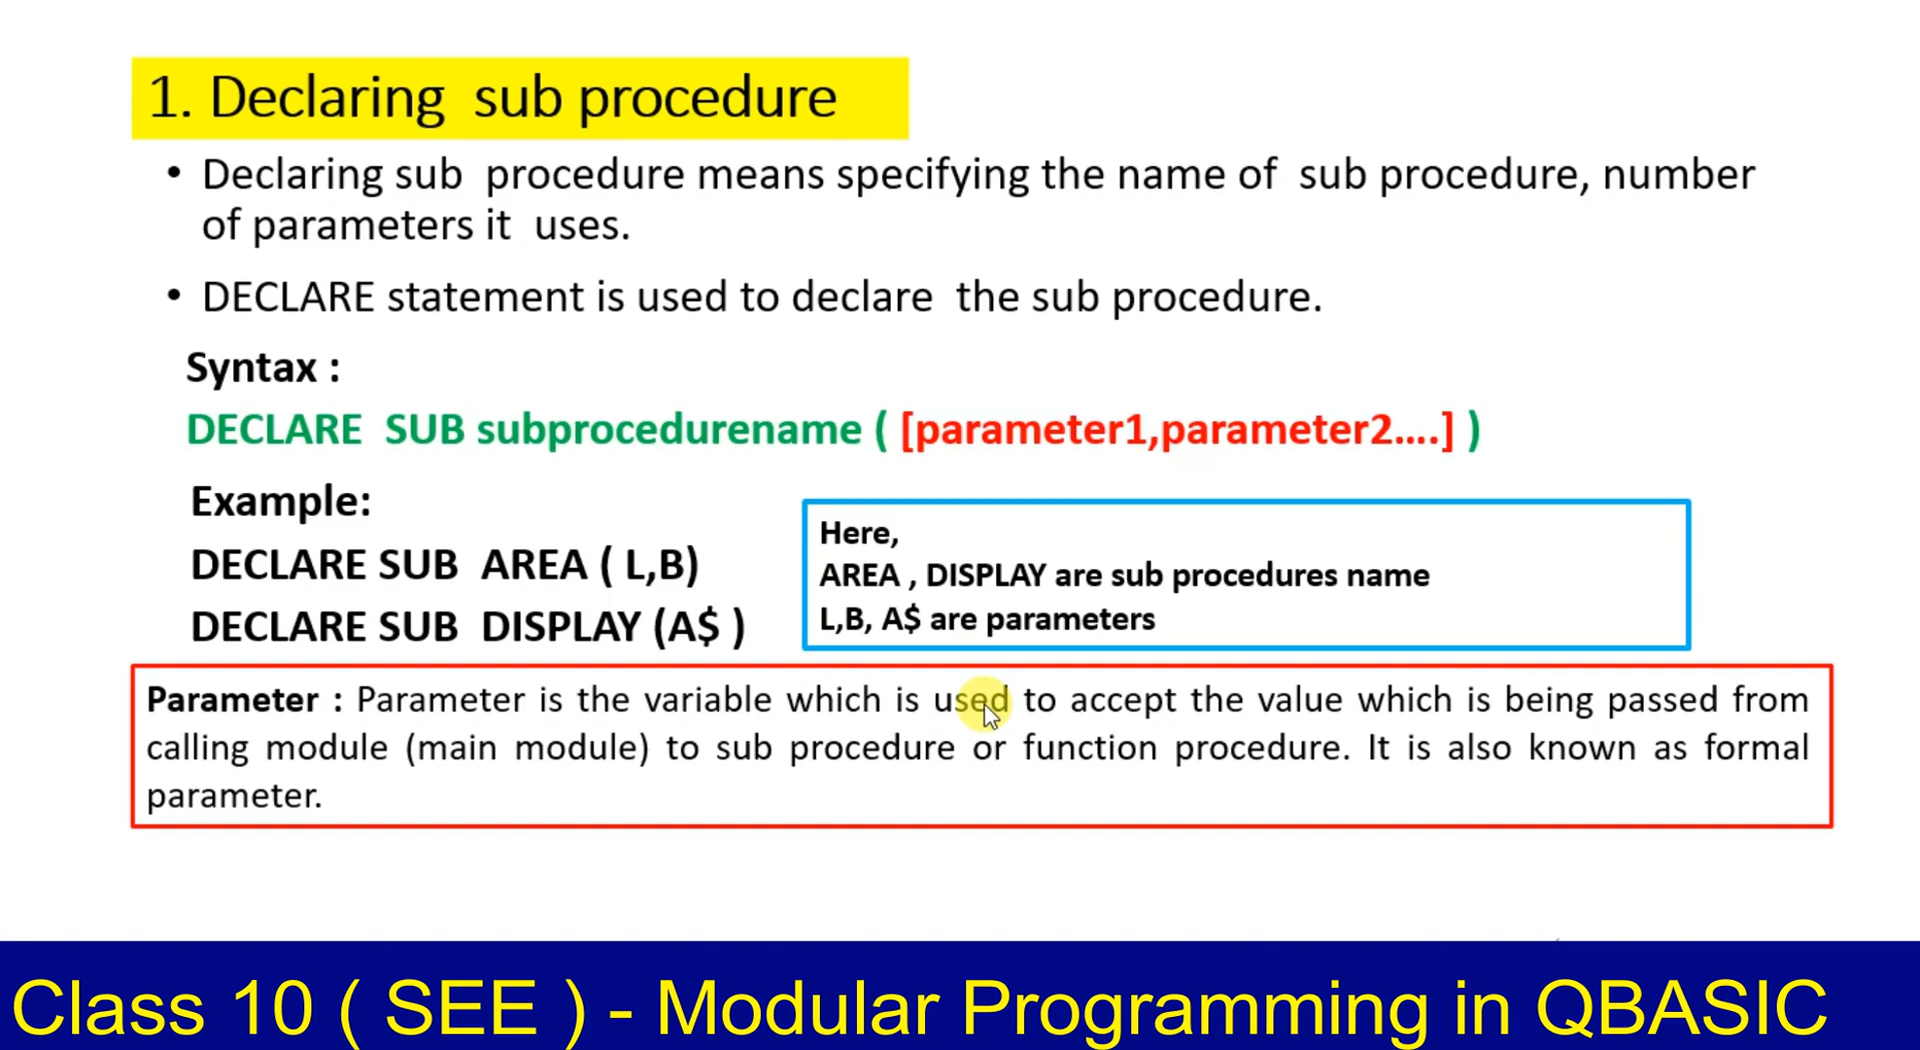 1. Declaring sub procedure
• Declaring sub procedure means specifying the name of sub procedure, number
of parameters it uses.
• DECLARE statement is used to declare the sub procedure.
Syntax :
DECLARE SUB subprocedurename ( [parameter1,parameter2....] )
Example:
DECLARE SUB AREA ( L,B)
DECLARE SUB DISPLAY (A$ )
Here,
AREA , DISPLAY are sub procedures name
L,B, A$ are parameters
Parameter : Parameter is the variable which is used to accept the value which is being passed from
calling module (main module) to sub procedure or function procedure. It is also known as formal
parameter.
Class 10 ( SEE ) - Modular Programming in QBASIC